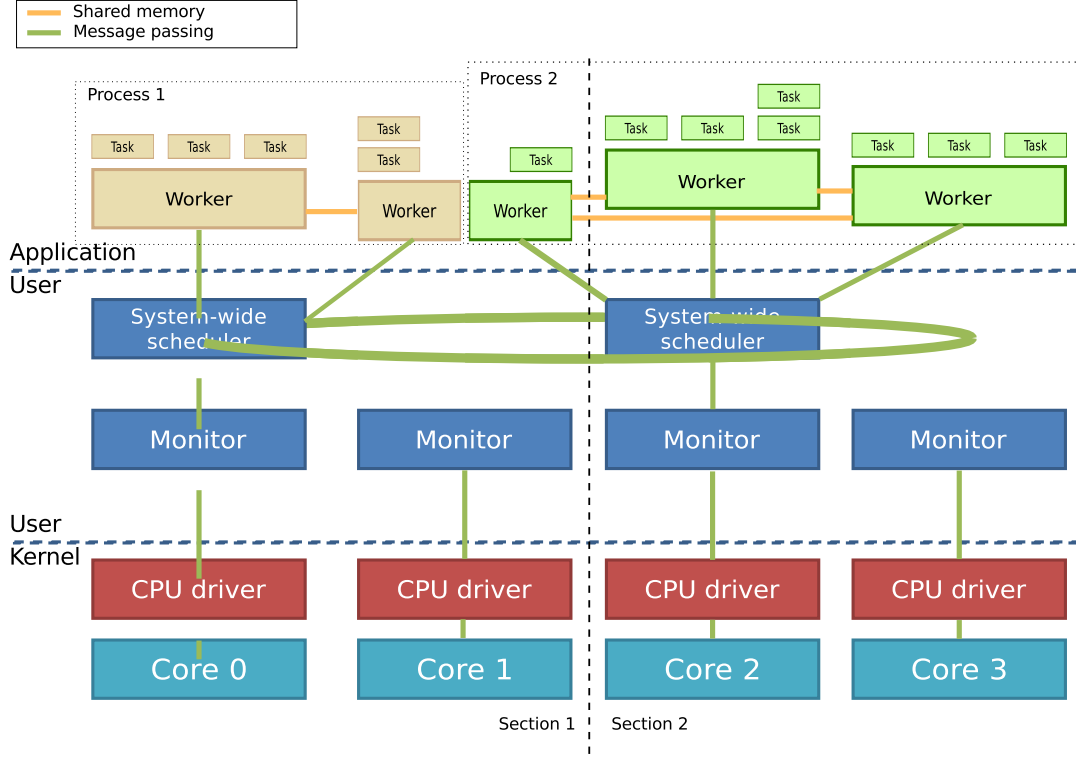 Shared memory
Message passing
Process 1
Process 2
Task
Task Task Task Task Task
Task Task Task Task Task Task Task
Task Task
Worker Worker Worker Worker Worker
Application
User
System-wide
scheduler
System-wide
scheduler
Monitor Monitor Monitor Monitor
User
Kernel
CPU driver CPU driver CPU driver CPU driver
Core 0 Core 1 Core 2 Core 3
Section 1 Section 2